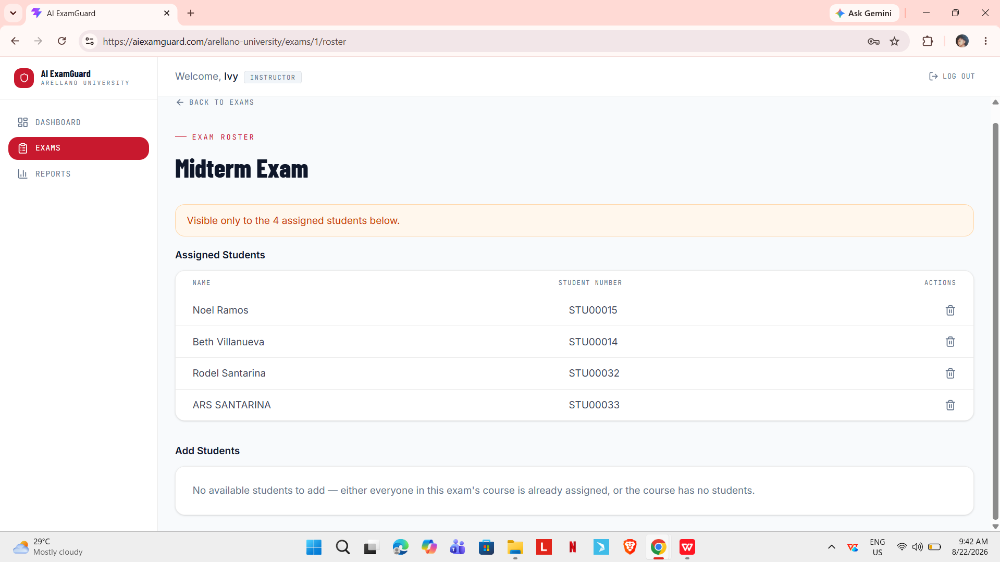 AI ExamGuard
Ask Gemini
https://aiexamguard.com/arellano-university/exams/1/roster
AI ExamGuard
ARELLANO UNIVERSITY
Welcome, Ivy INSTRUCTOR
LOG OUT
DASHBOARD
EXAMS
REPORTS
BACK TO EXAMS
EXAM ROSTER
Midterm Exam
Visible only to the 4 assigned students below.
Assigned Students
NAME STUDENT NUMBER ACTIONS
Noel Ramos STU00015
Beth Villanueva STU00014
Rodel Santarina STU00032
ARS SANTARINA STU00033
Add Students
No available students to add — either everyone in this exam's course is already assigned, or the course has no students.
29°C
Mostly cloudy
L
N
W
ENG
US
9:42 AM
8/22/2026